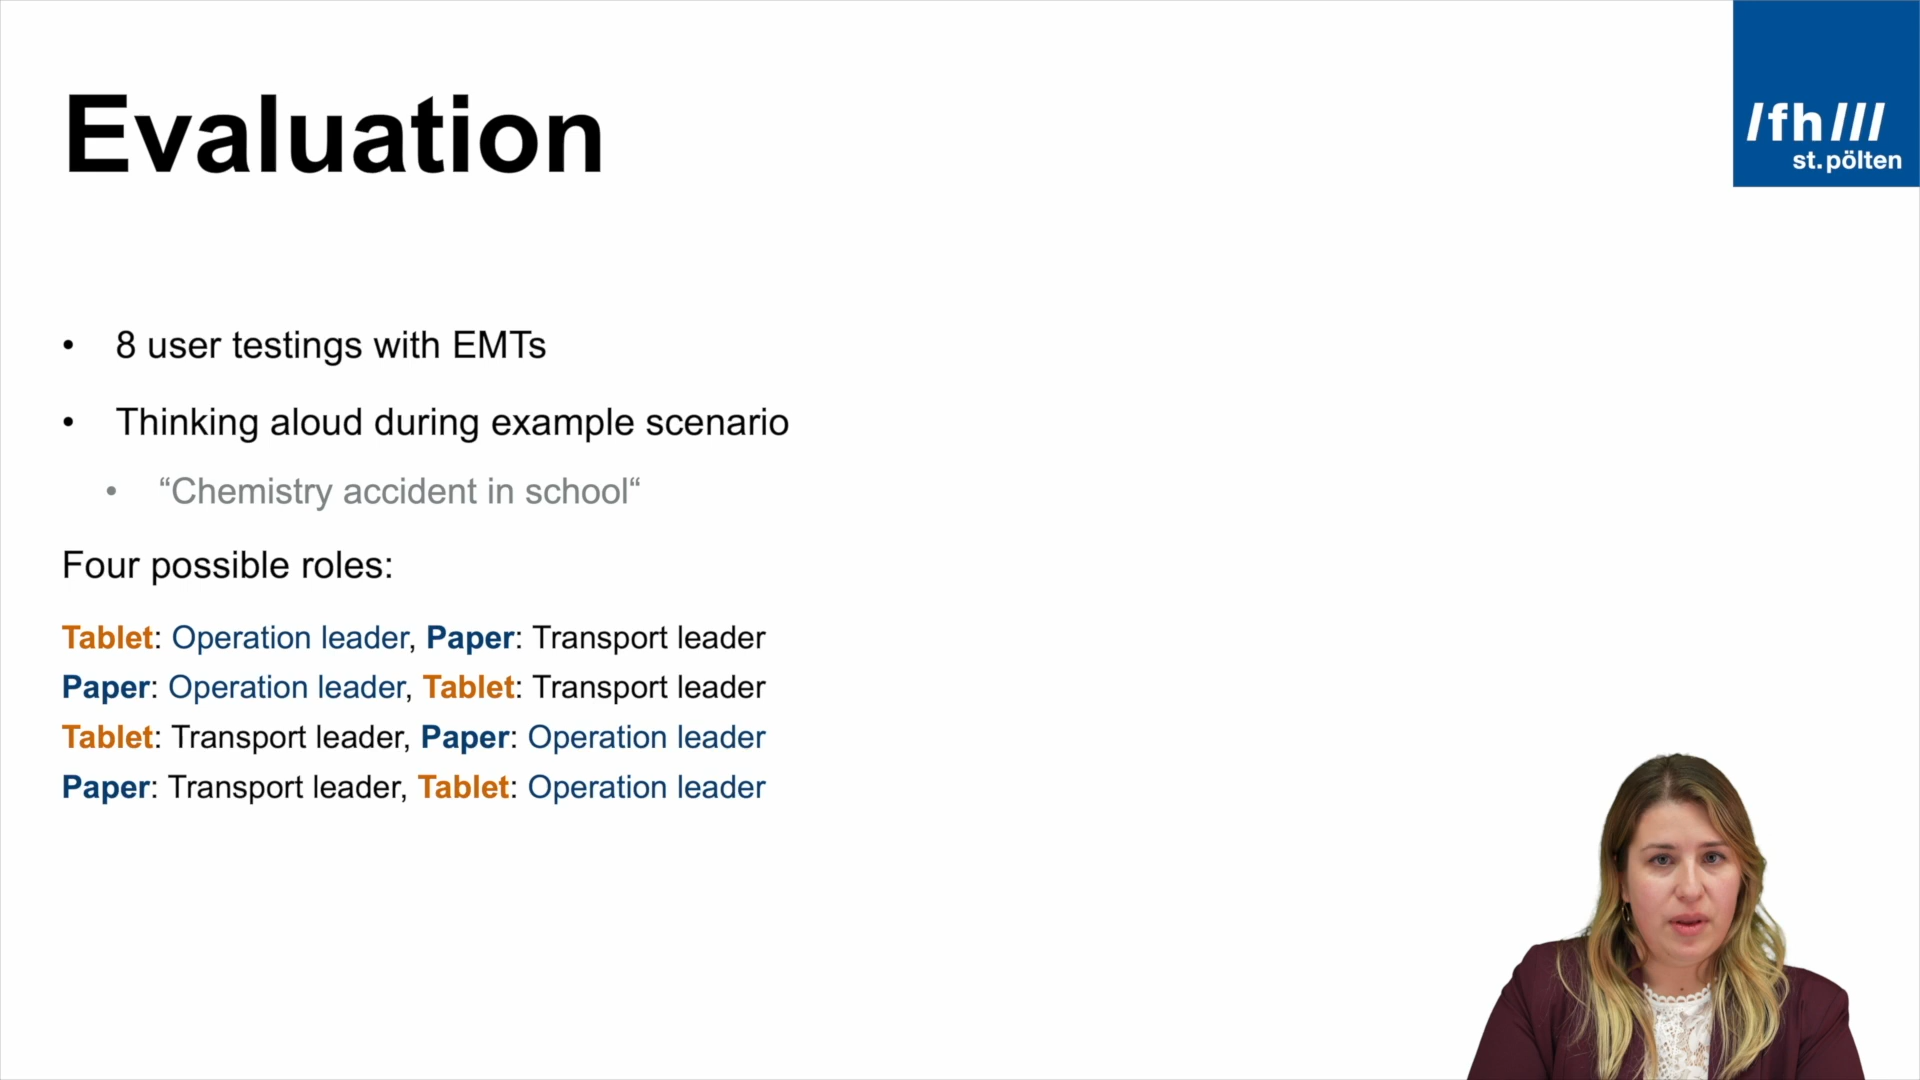 Evaluation
/fh///
st.pölten
• 8 user testings with EMTs
• Thinking aloud during example scenario
• “Chemistry accident in school“
Four possible roles:
Tablet: Operation leader, Paper: Transport leader
Paper: Operation leader, Tablet: Transport leader
Tablet: Transport leader, Paper: Operation leader
Paper: Transport leader, Tablet: Operation leader